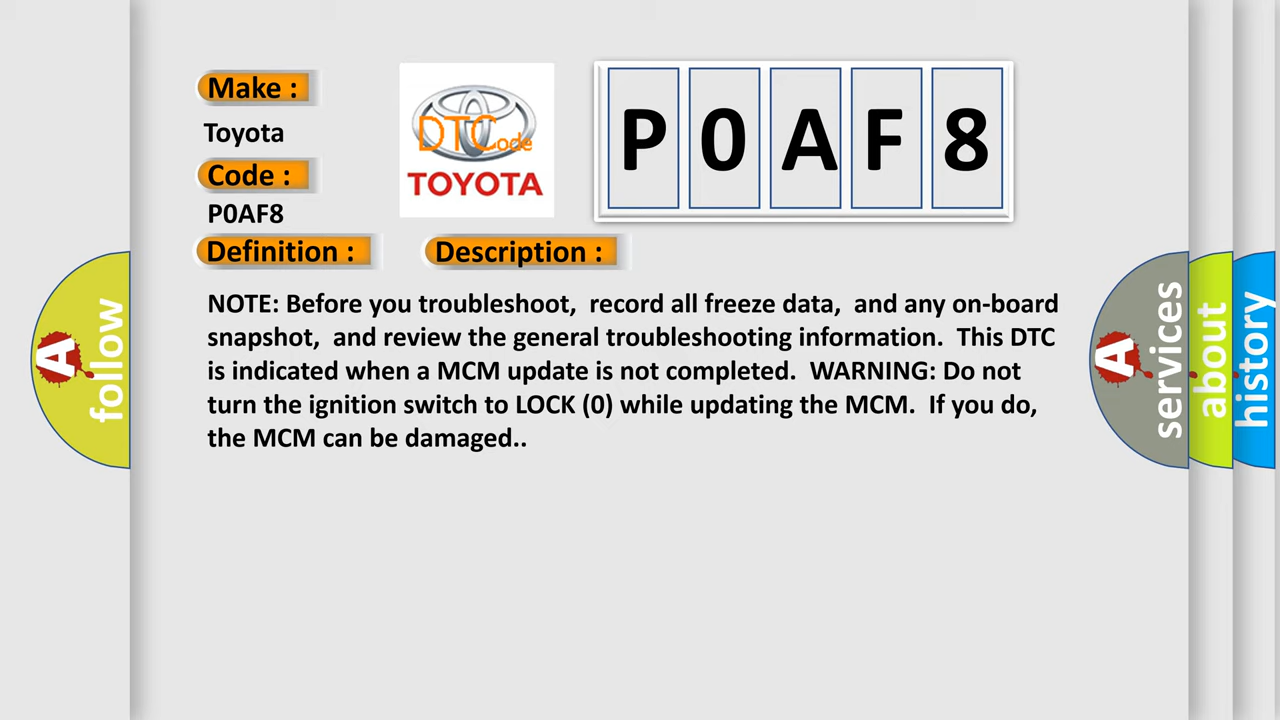 Make :
Toyota
Code :
P0AF8
Definition :
Description :
DTCode
TOYOTA
P0AF8
NOTE: Before you troubleshoot,  record all freeze data,  and any on-board
snapshot,  and review the general troubleshooting information  This DTC
is indicated when a MCM update is not completed  WARNING: Do not
turn the ignition switch to LOCK (0) while updating the MCM  If you do,
the MCM can be damaged..
A follow
A services
about
history